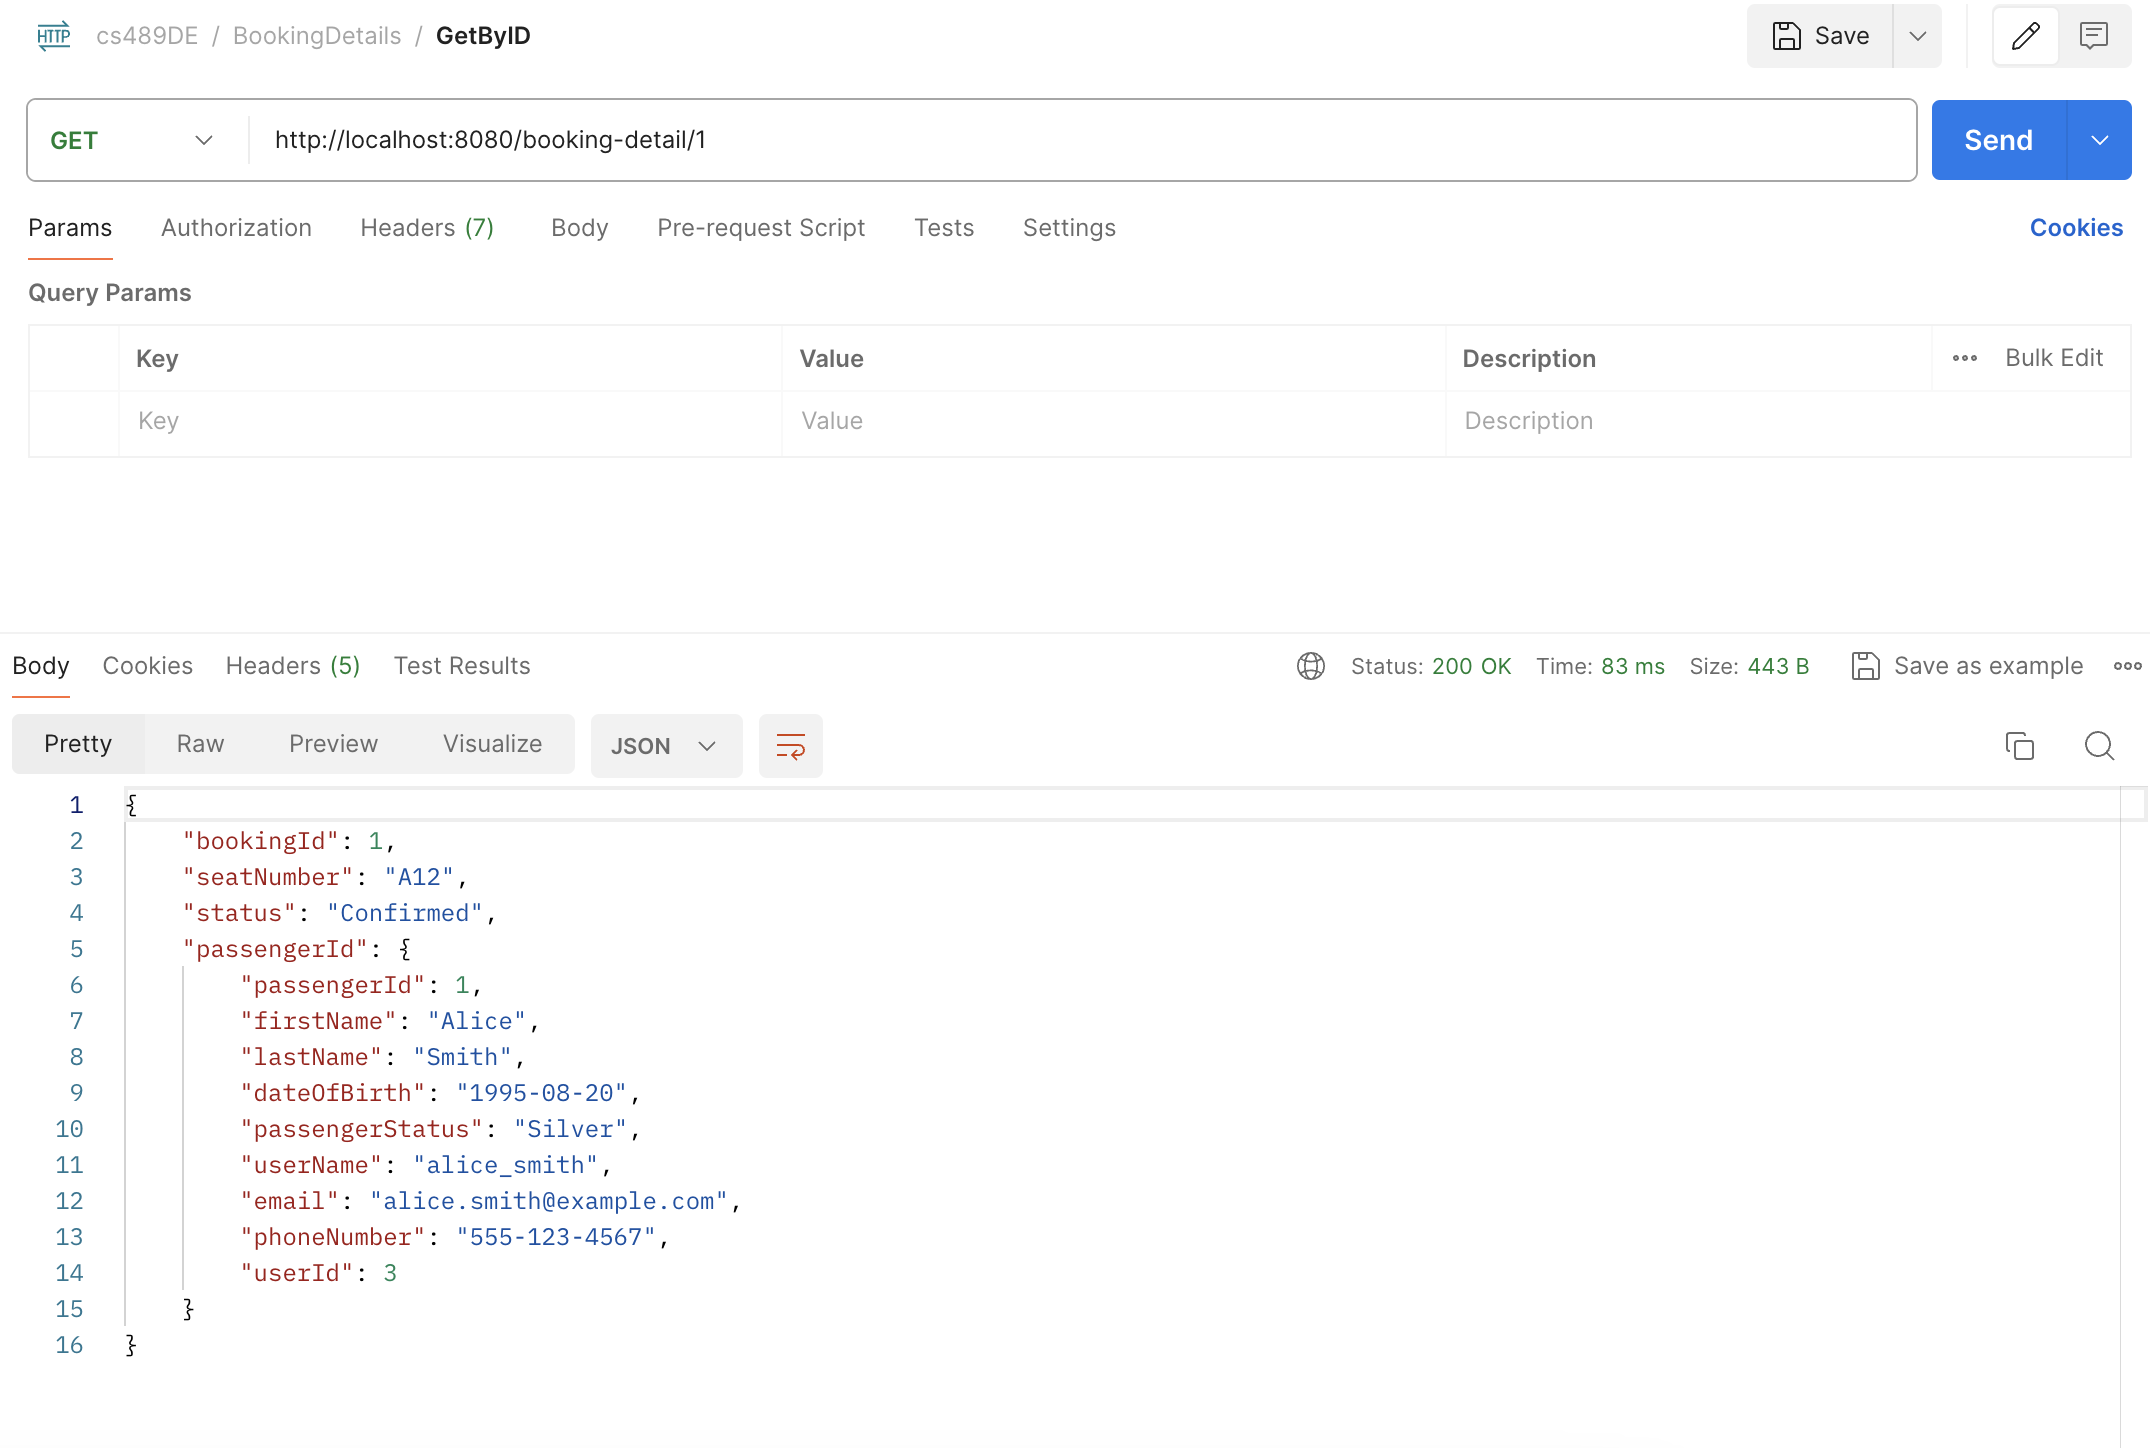 HTTP cs489DE / BookingDetails / GetByID Save
GET http://localhost:8080/booking-detail/1 Send
Params Authorization Headers (7) Body Pre-request Script Tests Settings Cookies
Query Params
Key Value Description ••• Bulk Edit
Key Value Description
Body Cookies Headers (5) Test Results Status: 200 OK Time: 83 ms Size: 443 B Save as example
Pretty Raw Preview Visualize JSON
1 {
2 "bookingId": 1,
3 "seatNumber": "A12",
4 "status": "Confirmed",
5 "passengerId": {
6 "passengerId": 1,
7 "firstName": "Alice",
8 "lastName": "Smith",
9 "dateOfBirth": "1995-08-20",
10 "passengerStatus": "Silver",
11 "userName": "alice_smith",
12 "email": "alice.smith@example.com",
13 "phoneNumber": "555-123-4567",
14 "userId": 3
15 }
16 }